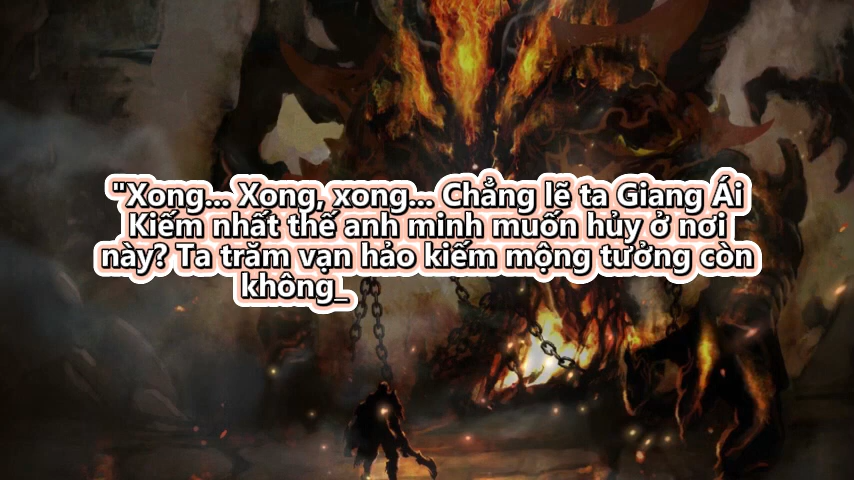 "Xong... Xong, xong... Chẳng lẽ ta Giang Ái
Kiếm nhất thế anh minh muốn hủy ở nơi
này? Ta trăm vạn hảo kiếm mộng tưởng còn
không_